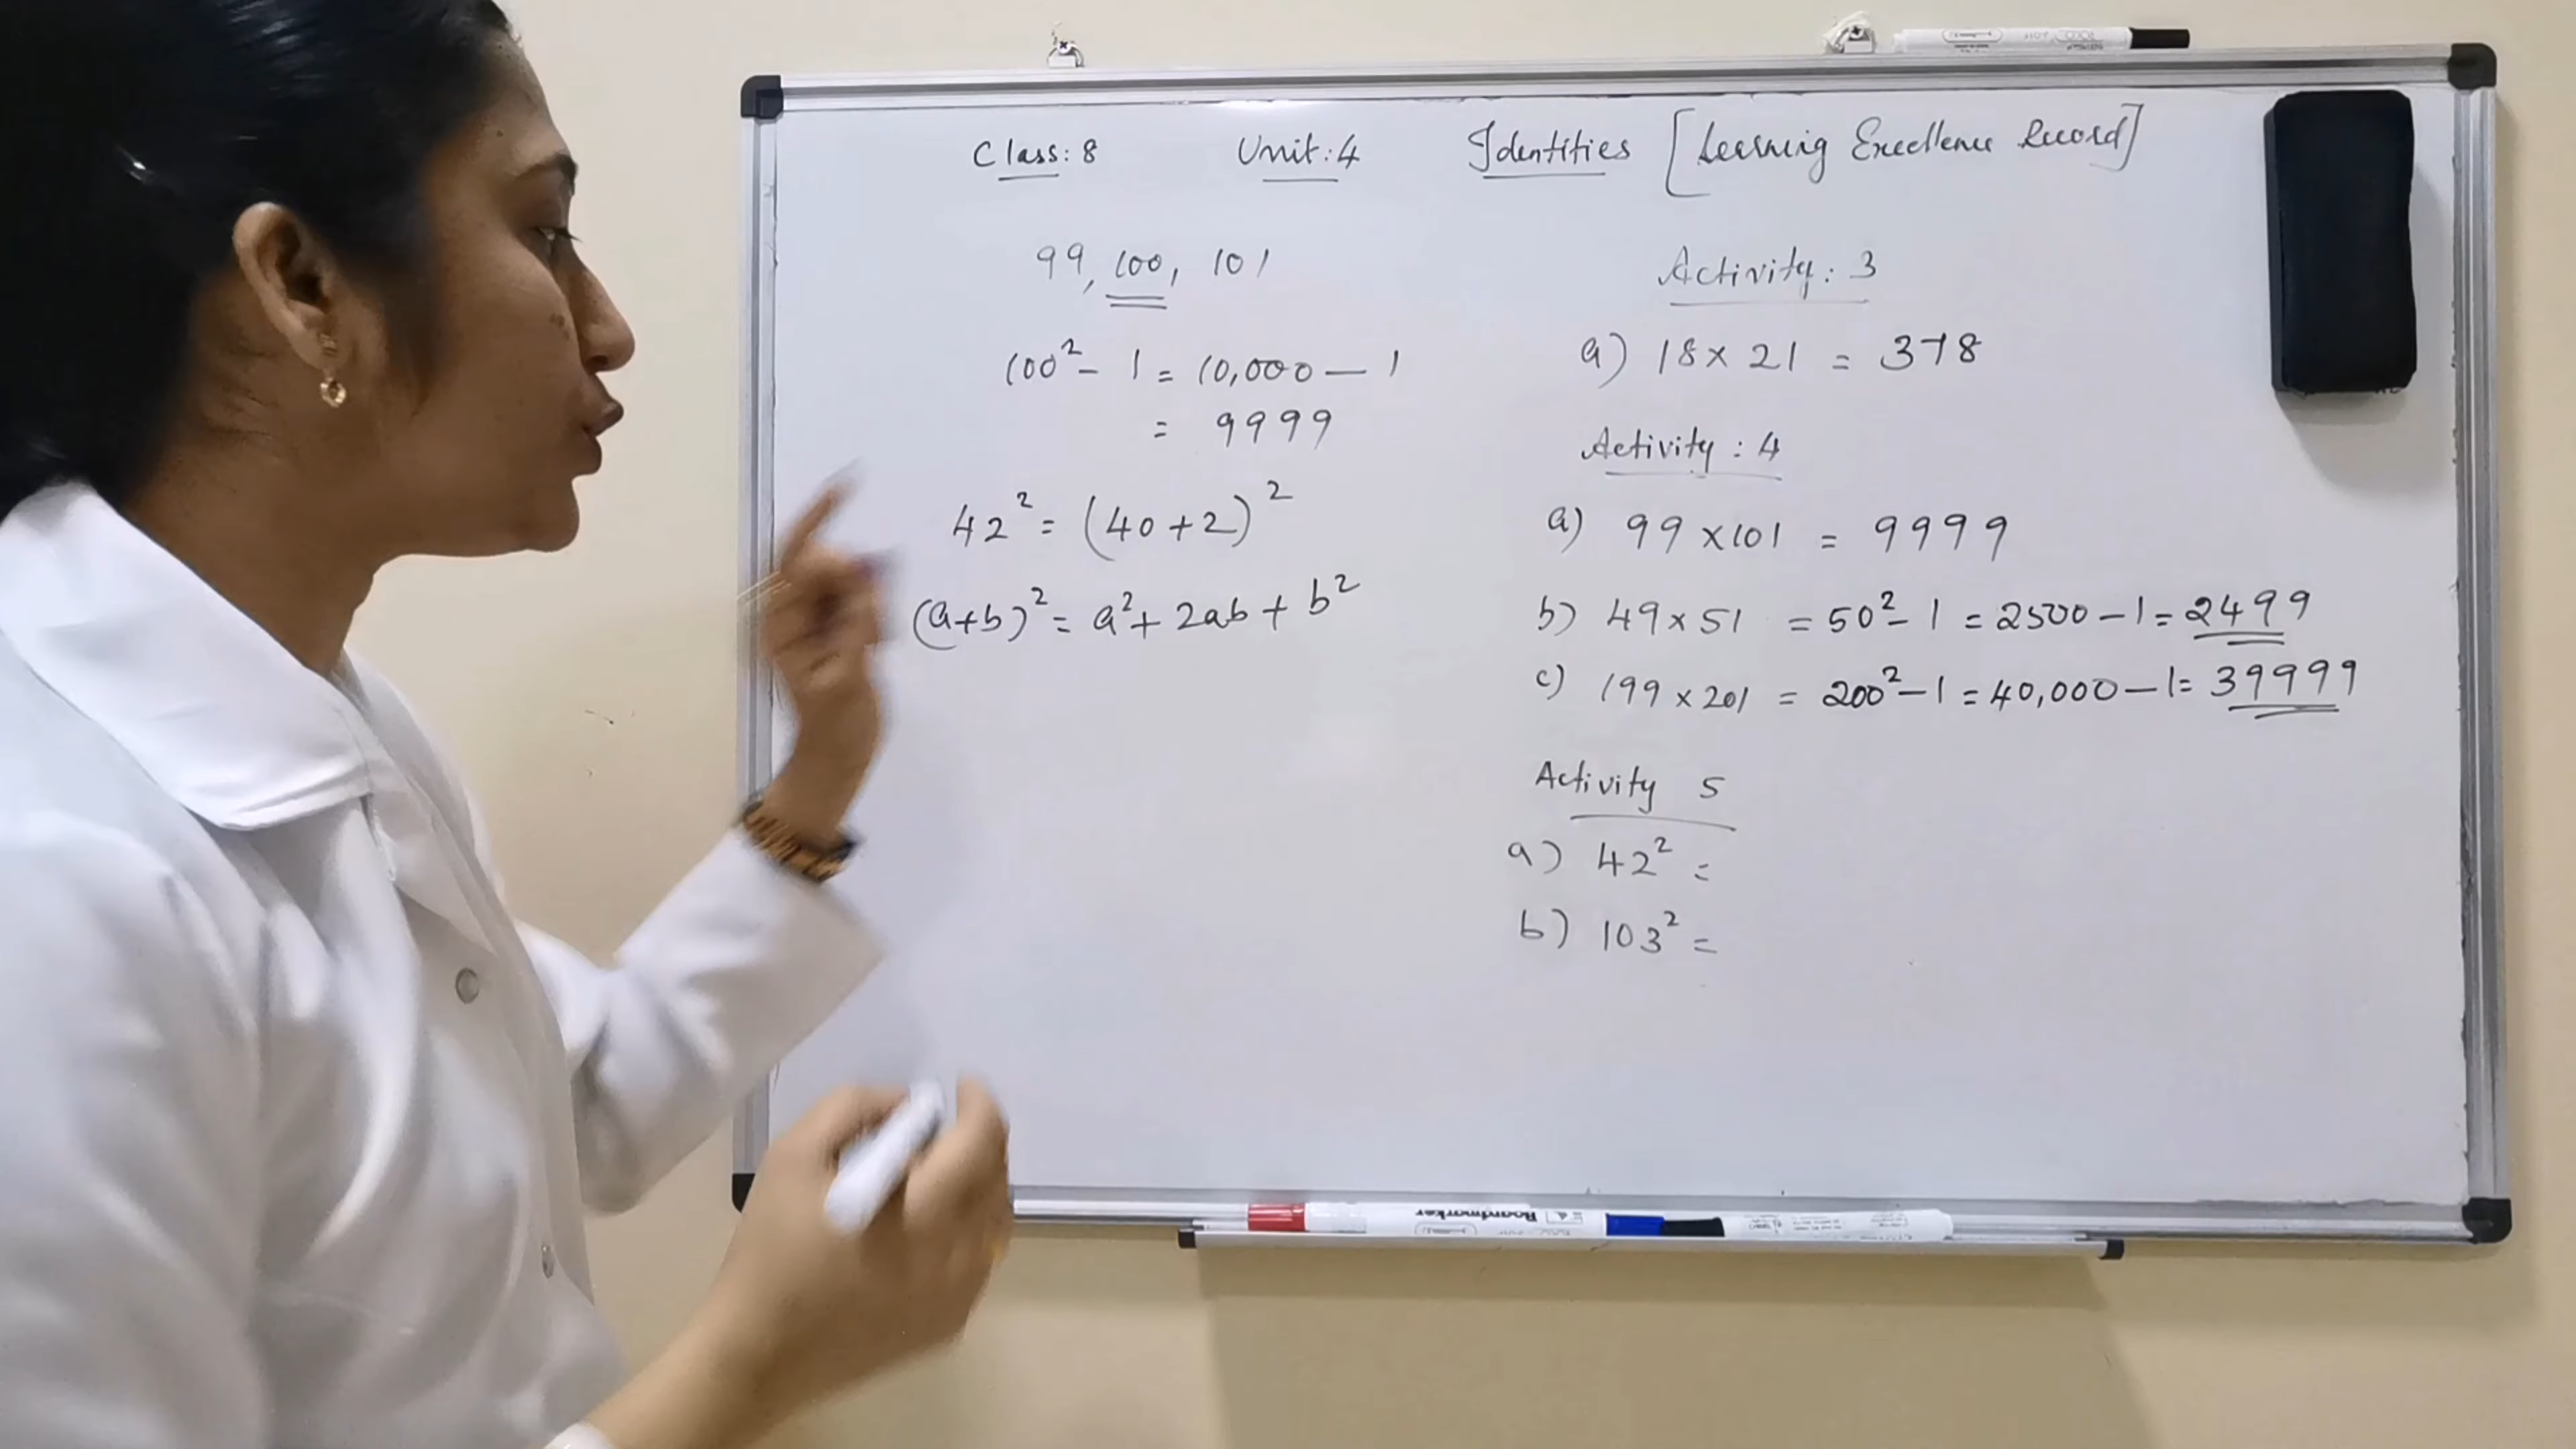 Class: 8 Unit: 4 Identities [Learning Excellence Record]
99, 100, 101
100² - 1 = 10,000 - 1
= 9999
42² = (40+2)²
(a+b)² = a² + 2ab + b²
Activity: 3
a) 18 × 21 = 378
Activity: 4
a) 99 × 101 = 9999
b) 49 × 51 = 50² - 1 = 2500 - 1 = 2499
c) 199 × 201 = 200² - 1 = 40,000 - 1 = 39999
Activity 5
a) 42² =
b) 103² =
Boardmarker